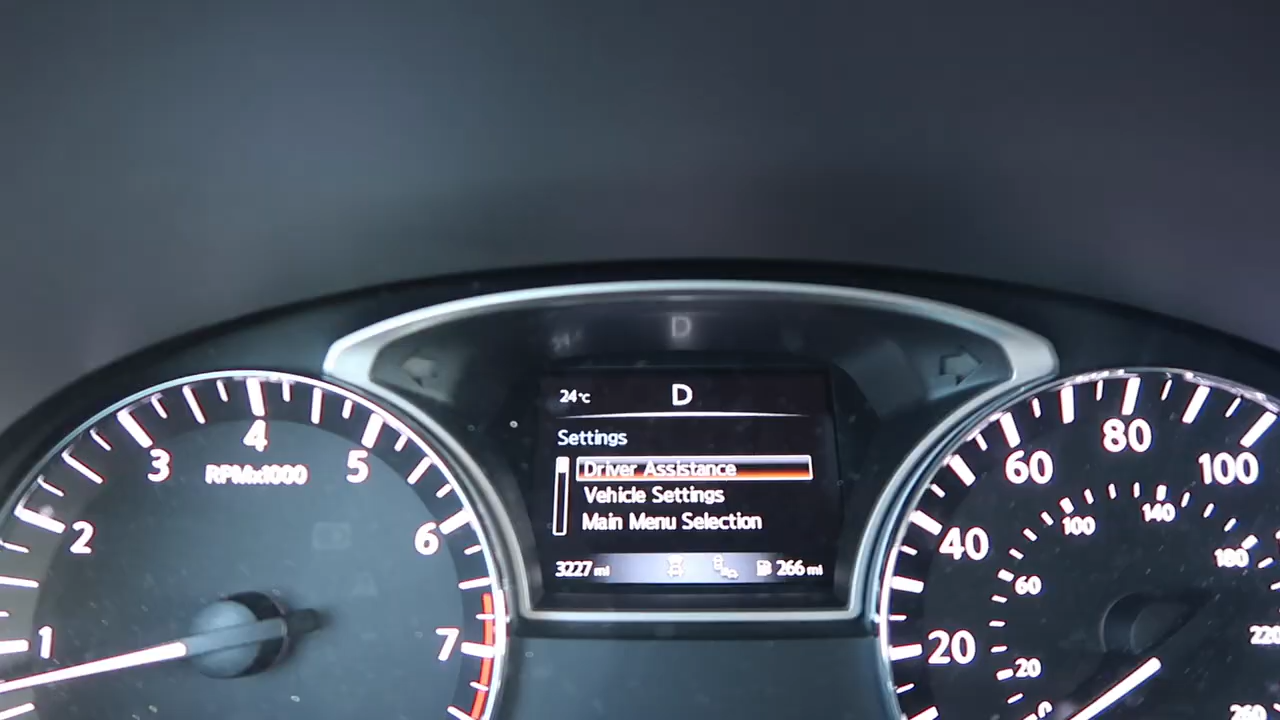 D
24°C
D
Settings
Driver Assistance
Vehicle Settings
Main Menu Selection
3227 mi
266 mi
1
2
3
4
5
6
7
RPMx1000
20
40
60
80
100
0
20
60
100
140
180
220
260